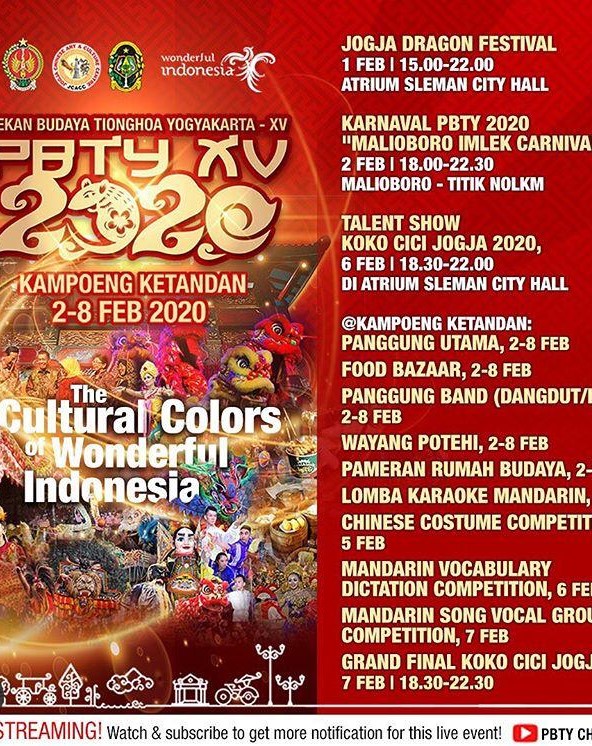 wonderful
indonesia
JCACC
EKAN BUDAYA TIONGHOA YOGYAKARTA - XV
PBTY XV
2020
KAMPOENG KETANDAN
2-8 FEB 2020
The
Cultural Colors
of Wonderful
Indonesia
JOGJA DRAGON FESTIVAL
1 FEB | 15.00-22.00
ATRIUM SLEMAN CITY HALL
KARNAVAL PBTY 2020
"MALIOBORO IMLEK CARNIVA
2 FEB | 18.00-22.30
MALIOBORO - TITIK NOLKM
TALENT SHOW
KOKO CICI JOGJA 2020,
6 FEB | 18.30-22.00
DI ATRIUM SLEMAN CITY HALL
@KAMPOENG KETANDAN:
PANGGUNG UTAMA, 2-8 FEB
FOOD BAZAAR, 2-8 FEB
PANGGUNG BAND (DANGDUT/
2-8 FEB
WAYANG POTEHI, 2-8 FEB
PAMERAN RUMAH BUDAYA, 2-
LOMBA KARAOKE MANDARIN,
CHINESE COSTUME COMPETIT
5 FEB
MANDARIN VOCABULARY
DICTATION COMPETITION, 6 FE
MANDARIN SONG VOCAL GROU
COMPETITION, 7 FEB
GRAND FINAL KOKO CICI JOGJ
7 FEB | 18.30-22.30
STREAMING! Watch & subscribe to get more notification for this live event! PBTY CH